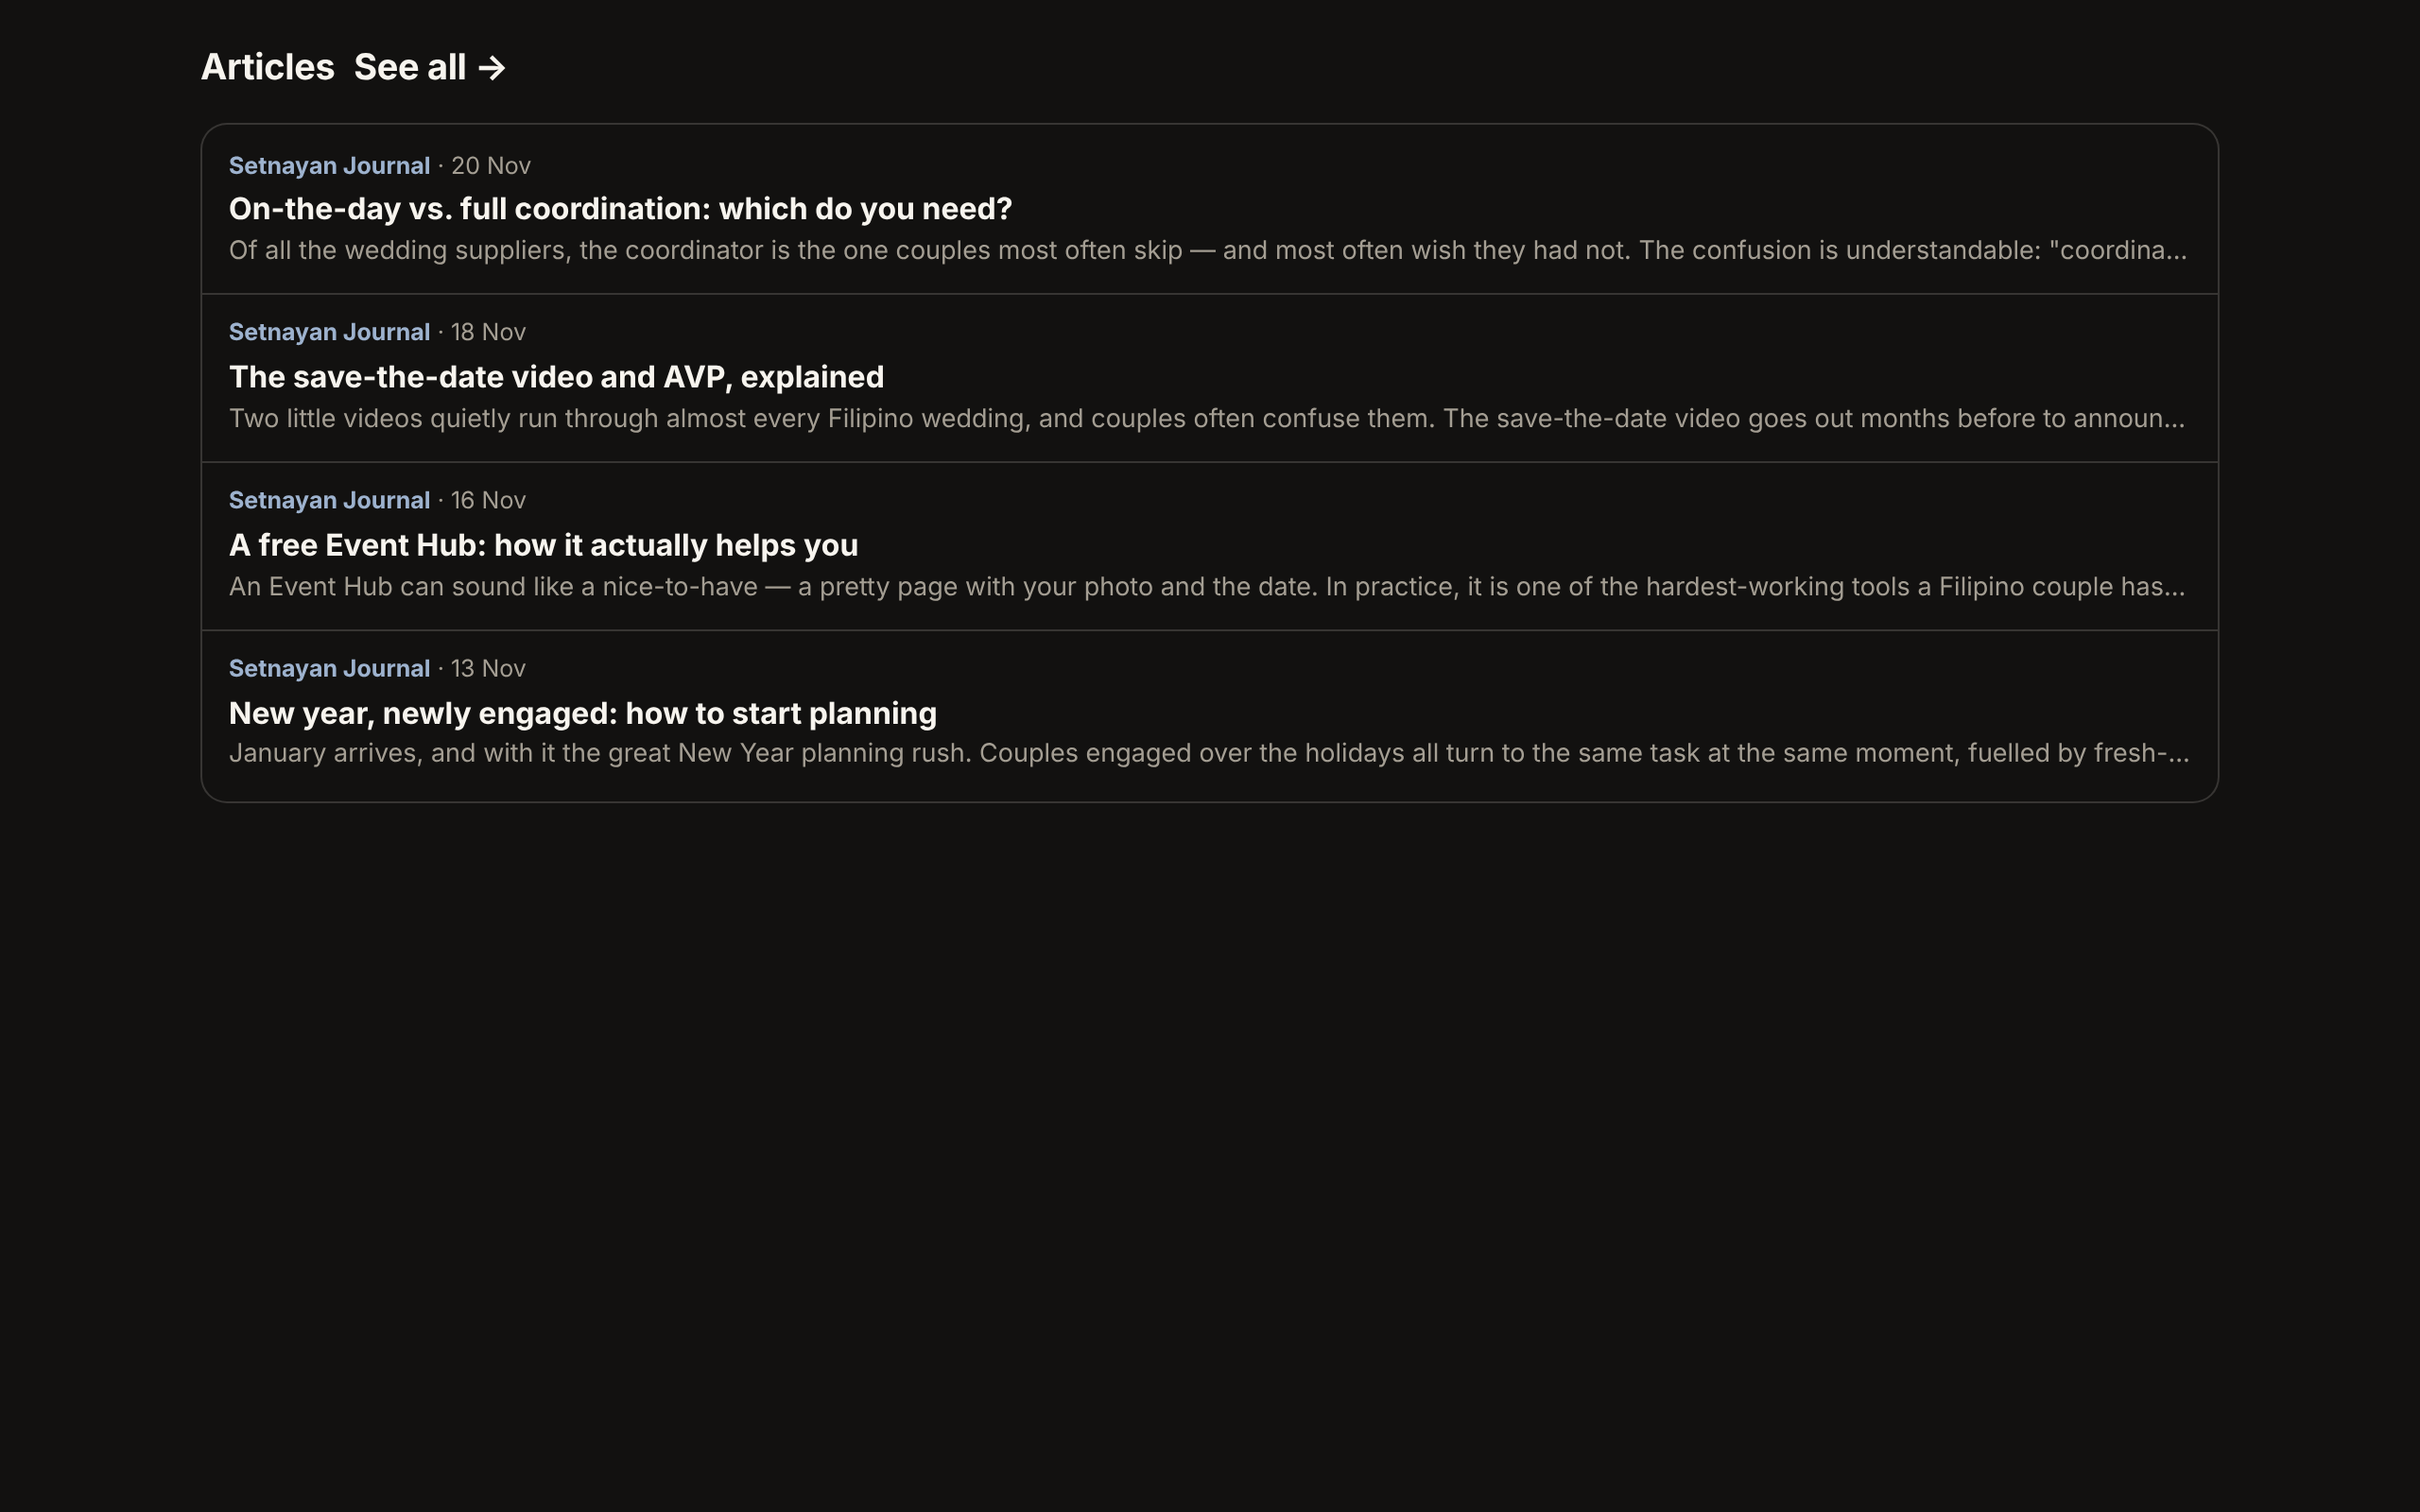 Articles See all →
Setnayan Journal · 20 Nov
On-the-day vs. full coordination: which do you need?
Of all the wedding suppliers, the coordinator is the one couples most often skip — and most often wish they had not. The confusion is understandable: "coordina...
Setnayan Journal · 18 Nov
The save-the-date video and AVP, explained
Two little videos quietly run through almost every Filipino wedding, and couples often confuse them. The save-the-date video goes out months before to announ...
Setnayan Journal · 16 Nov
A free Event Hub: how it actually helps you
An Event Hub can sound like a nice-to-have — a pretty page with your photo and the date. In practice, it is one of the hardest-working tools a Filipino couple has...
Setnayan Journal · 13 Nov
New year, newly engaged: how to start planning
January arrives, and with it the great New Year planning rush. Couples engaged over the holidays all turn to the same task at the same moment, fuelled by fresh-...